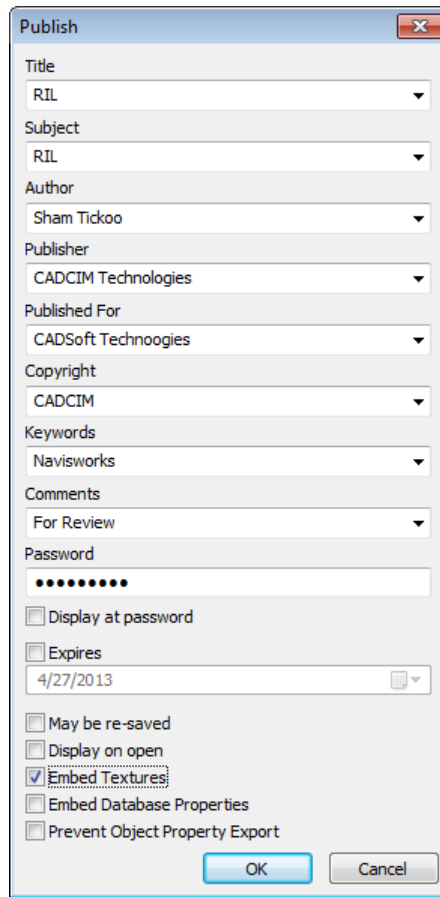 Publish
Title
RIL
Subject
RIL
Author
Sham Tickoo
Publisher
CADCIM Technologies
Published For
CADSoft Technoogies
Copyright
CADCIM
Keywords
Navisworks
Comments
For Review
Password
•••••••••
Display at password
Expires
4/27/2013
May be re-saved
Display on open
Embed Textures
Embed Database Properties
Prevent Object Property Export
OK Cancel